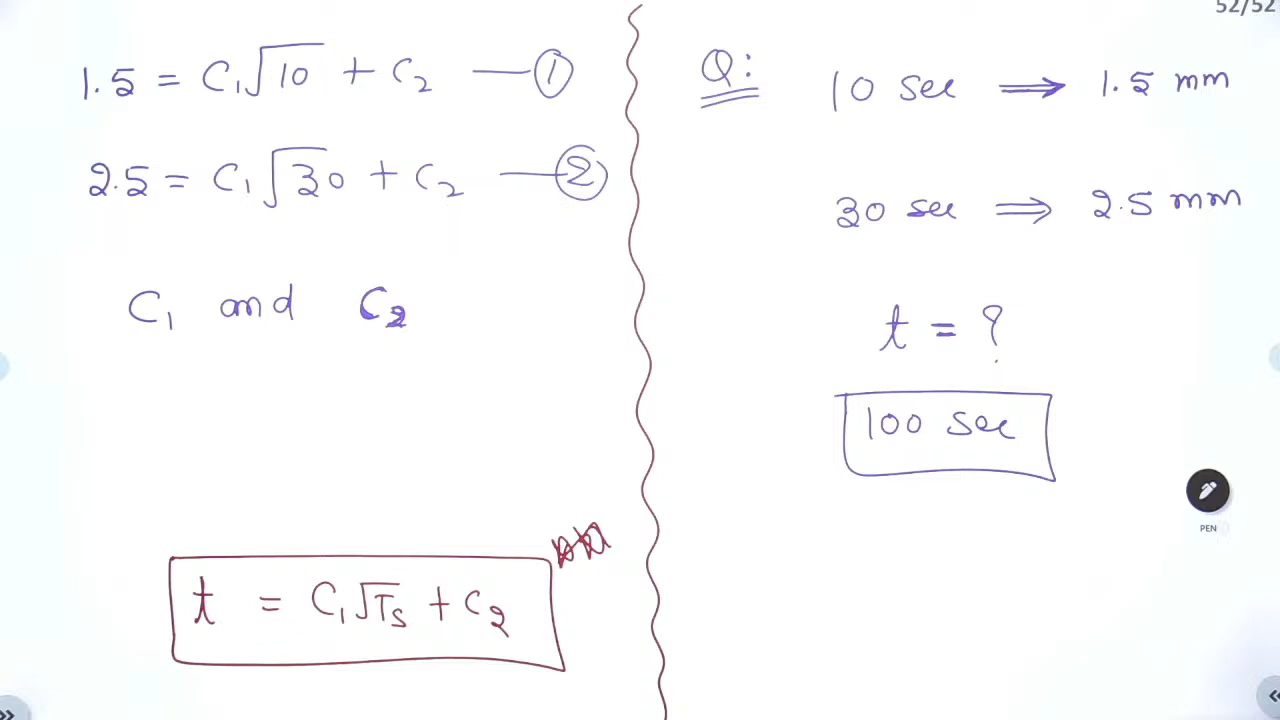 52/52
1.5 = C₁√10 + C₂ —①
2.5 = C₁√30 + C₂ —②
C₁ and C₂
t = C₁√Ts + C₂
Q:
10 sec ⟹ 1.5 mm
30 sec ⟹ 2.5 mm
t = ?
100 sec
PEN